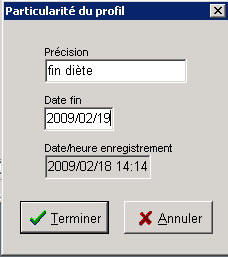 Particularité du profil
Précision
fin diète
Date fin
2009/02/19
Date/heure enregistrement
2009/02/18 14:14
Terminer
Annuler